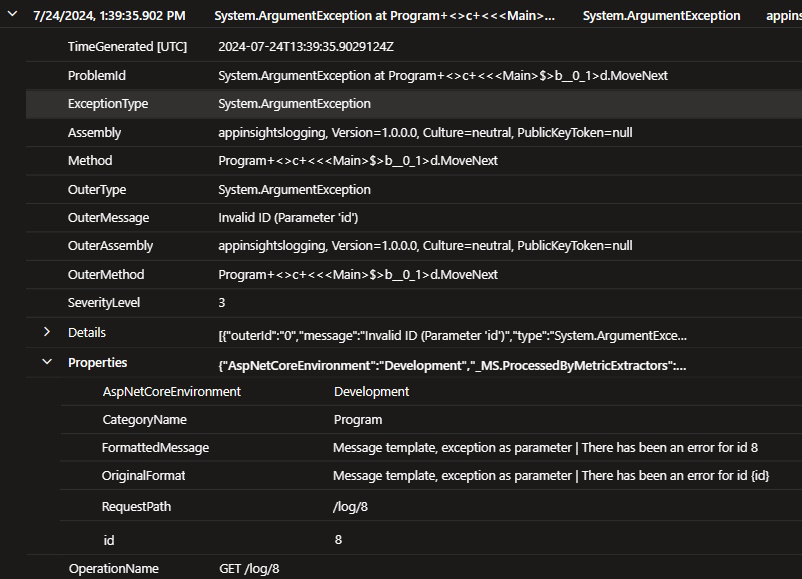 7/24/2024, 1:39:35.902 PM System.ArgumentException at Program+<>c+<<<Main>... System.ArgumentException appins
TimeGenerated [UTC] 2024-07-24T13:39:35.9029124Z
ProblemId System.ArgumentException at Program+<>c+<<<Main>$>b__0_1>d.MoveNext
ExceptionType System.ArgumentException
Assembly appinsightslogging, Version=1.0.0.0, Culture=neutral, PublicKeyToken=null
Method Program+<>c+<<<Main>$>b__0_1>d.MoveNext
OuterType System.ArgumentException
OuterMessage Invalid ID (Parameter 'id')
OuterAssembly appinsightslogging, Version=1.0.0.0, Culture=neutral, PublicKeyToken=null
OuterMethod Program+<>c+<<<Main>$>b__0_1>d.MoveNext
SeverityLevel 3
Details [{"outerId":"0","message":"Invalid ID (Parameter 'id')","type":"System.ArgumentExce...
Properties {"AspNetCoreEnvironment":"Development","_MS.ProcessedByMetricExtractors":...
AspNetCoreEnvironment Development
CategoryName Program
FormattedMessage Message template, exception as parameter | There has been an error for id 8
OriginalFormat Message template, exception as parameter | There has been an error for id {id}
RequestPath /log/8
id 8
OperationName GET /log/8